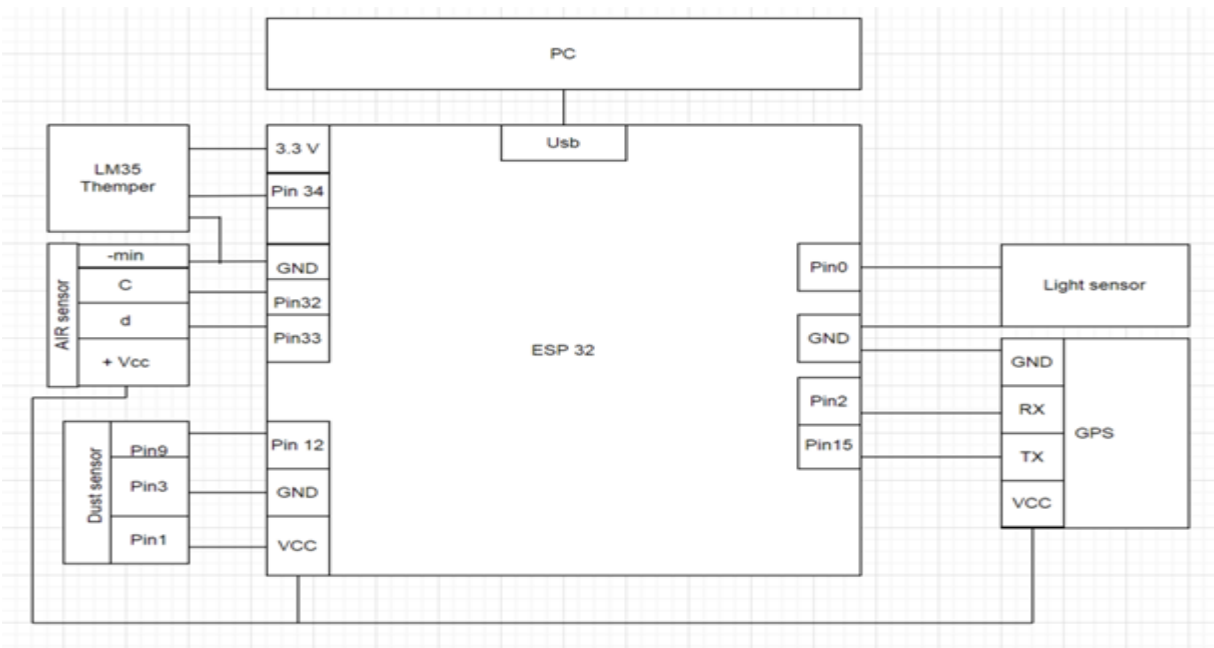 PC
Usb
LM35
Themper
3.3 V
Pin 34
AIR sensor
-min
C
d
+ Vcc
GND
Pin32
Pin33
ESP 32
Pin0
GND
Pin2
Pin15
Light sensor
GND
RX
TX
VCC
GPS
Dust sensor
Pin9
Pin3
Pin1
Pin 12
GND
VCC